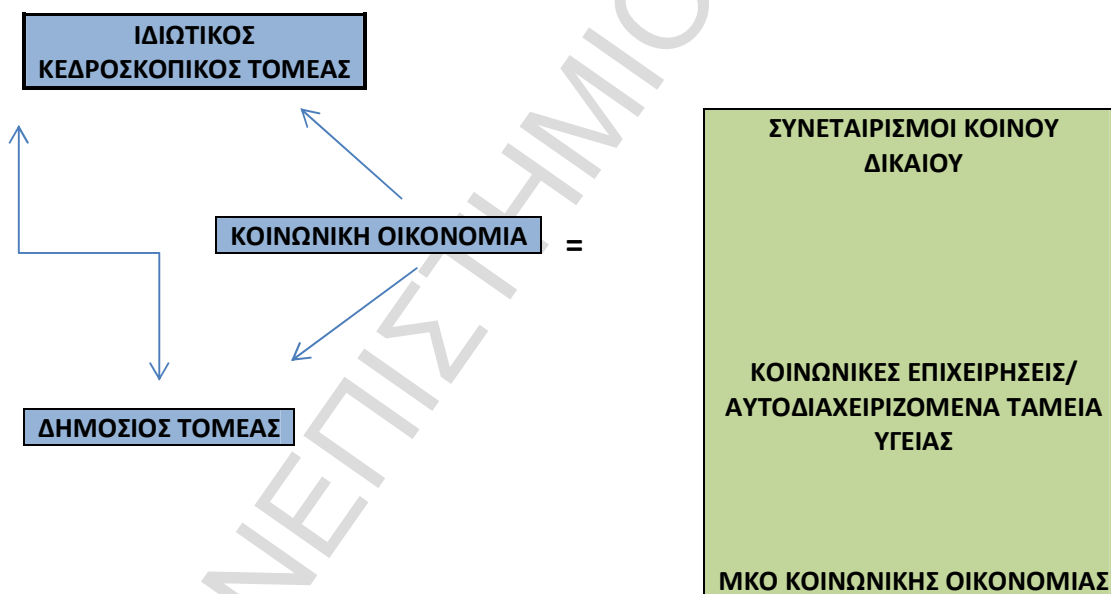 ΙΔΙΩΤΙΚΟΣ
ΚΕΔΡΟΣΚΟΠΙΚΟΣ ΤΟΜΕΑΣ
ΚΟΙΝΩΝΙΚΗ ΟΙΚΟΝΟΜΙΑ
=
ΔΗΜΟΣΙΟΣ ΤΟΜΕΑΣ
ΣΥΝΕΤΑΙΡΙΣΜΟΙ ΚΟΙΝΟΥ
ΔΙΚΑΙΟΥ
ΚΟΙΝΩΝΙΚΕΣ ΕΠΙΧΕΙΡΗΣΕΙΣ/
ΑΥΤΟΔΙΑΧΕΙΡΙΖΟΜΕΝΑ ΤΑΜΕΙΑ
ΥΓΕΙΑΣ
ΜΚΟ ΚΟΙΝΩΝΙΚΗΣ ΟΙΚΟΝΟΜΙΑΣ